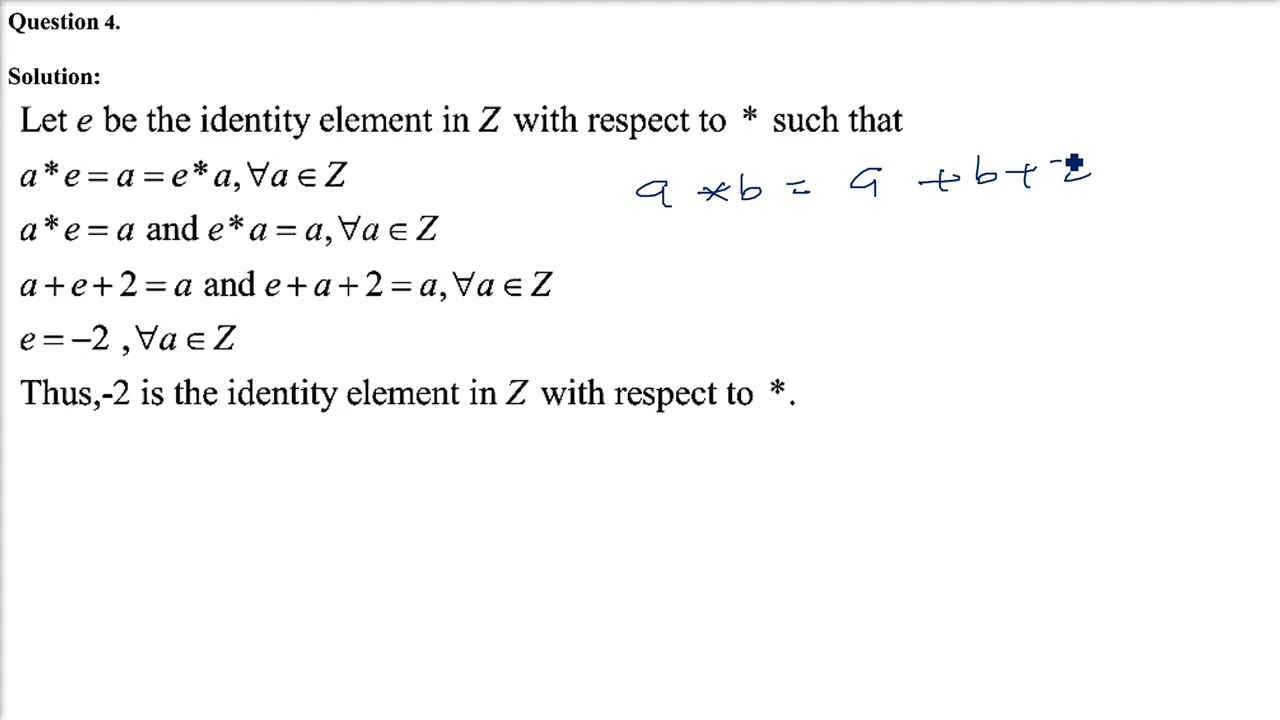 Question 4.
Solution:
Let e be the identity element in Z with respect to * such that
a*e=a=e*a,∀a∈Z
a *b = a +b+2
a*e=a and e*a=a,∀a∈Z
a+e+2=a and e+a+2=a,∀a∈Z
e=−2 ,∀a∈Z
Thus,-2 is the identity element in Z with respect to *.